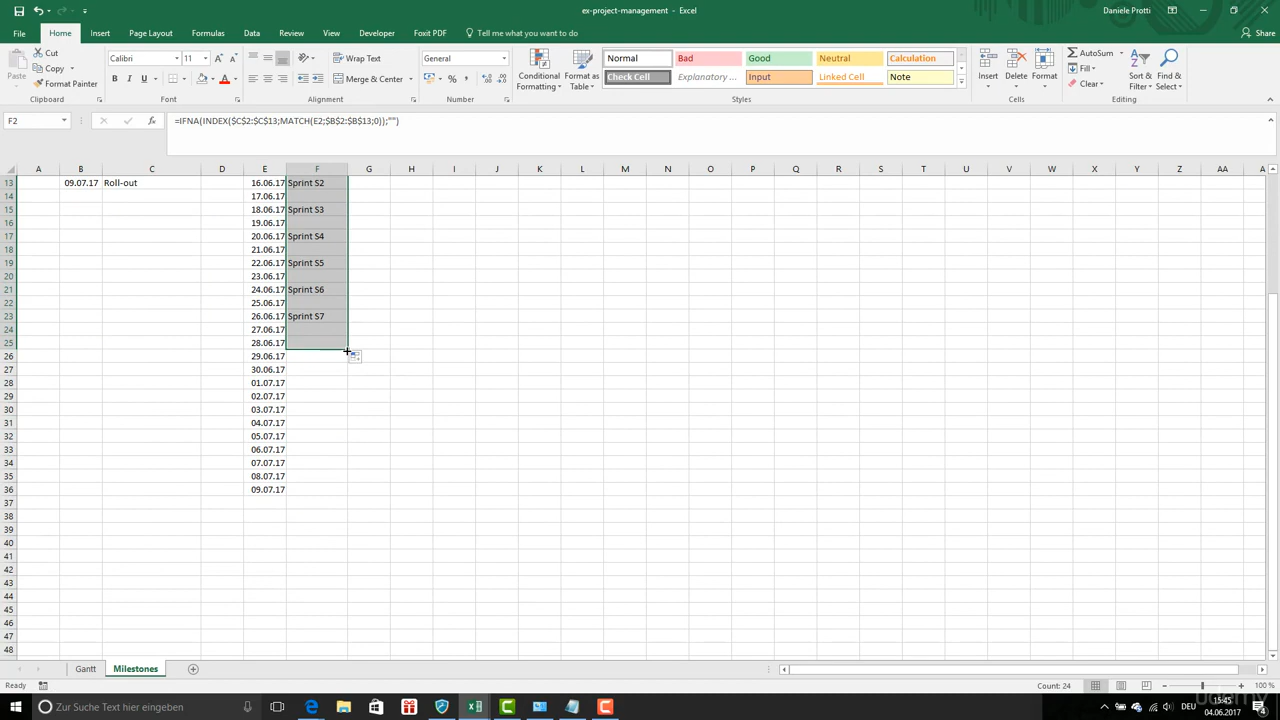 ex-project-management - Excel
Daniele Protti
File Home Insert Page Layout Formulas Data Review View Developer Foxit PDF Tell me what you want to do Share
Paste
Cut
Copy
Format Painter
Clipboard
Calibri 11
B I U
Font
Wrap Text
Merge & Center
Alignment
General
Number
Conditional Formatting
Format as Table
Normal Bad Good Neutral Calculation
Check Cell Explanatory ... Input Linked Cell Note
Styles
Insert Delete Format
Cells
AutoSum
Fill
Clear
Sort & Filter
Find & Select
Editing
F2 =IFNA(INDEX($C$2:$C$13;MATCH(E2;$B$2:$B$13;0));"")
A B C D E F G H I J K L M N O P Q R S T U V W X Y Z AA A
13 09.07.17 Roll-out 16.06.17 Sprint S2
14 17.06.17
15 18.06.17 Sprint S3
16 19.06.17
17 20.06.17 Sprint S4
18 21.06.17
19 22.06.17 Sprint S5
20 23.06.17
21 24.06.17 Sprint S6
22 25.06.17
23 26.06.17 Sprint S7
24 27.06.17
25 28.06.17
26 29.06.17
27 30.06.17
28 01.07.17
29 02.07.17
30 03.07.17
31 04.07.17
32 05.07.17
33 06.07.17
34 07.07.17
35 08.07.17
36 09.07.17
37
38
39
40
41
42
43
44
45
46
47
48
Gantt Milestones
Ready Count: 24 100 %
Zur Suche Text hier eingeben
DEU
15:45
04.06.2017